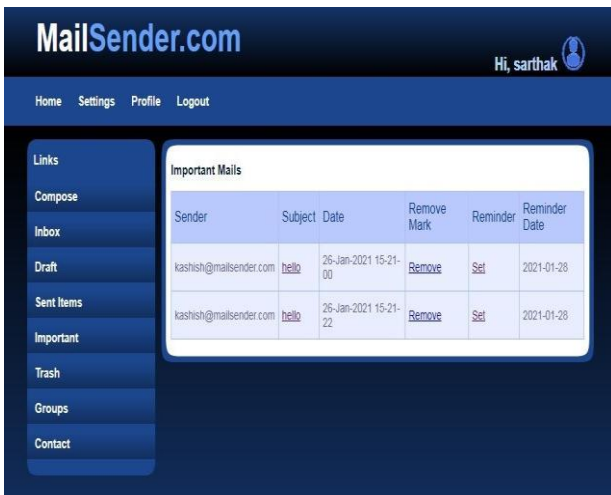 MailSender.com
Hi, sarthak
Home Settings Profile Logout
Links
Compose
Inbox
Draft
Sent Items
Important
Trash
Groups
Contact
Important Mails
Sender Subject Date Remove Mark Reminder Reminder Date
kashish@mailsender.com hello 26-Jan-2021 15-21-00 Remove Set 2021-01-28
kashish@mailsender.com hello 26-Jan-2021 15-21-22 Remove Set 2021-01-28